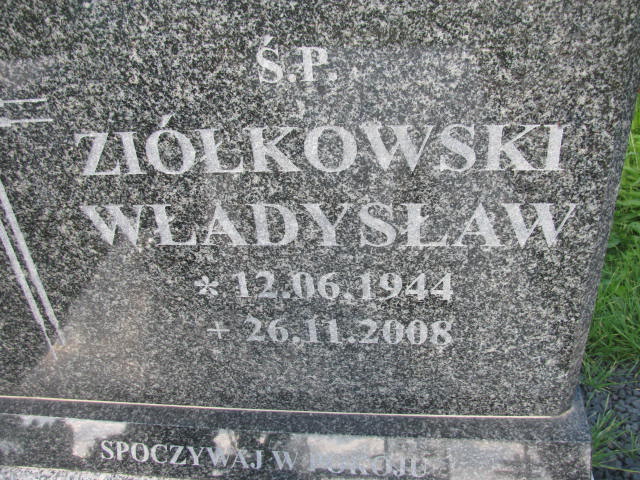 Ś.P.
ZIÓŁKOWSKI
WŁADYSŁAW
* 12.06.1944
+ 26.11.2008
SPOCZYWAJ W POKOJU